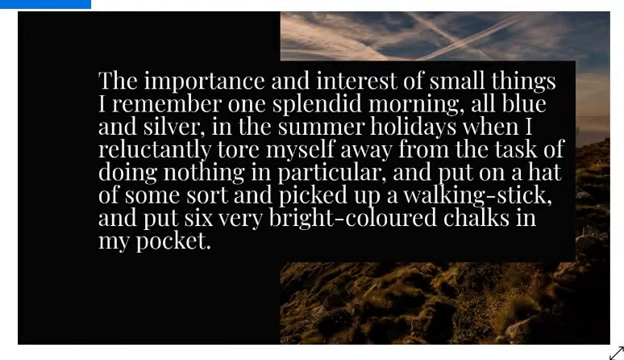 The importance and interest of small things
I remember one splendid morning, all blue
and silver, in the summer holidays when I
reluctantly tore myself away from the task of
doing nothing in particular, and put on a hat
of some sort and picked up a walking-stick,
and put six very bright-coloured chalks in
my pocket.